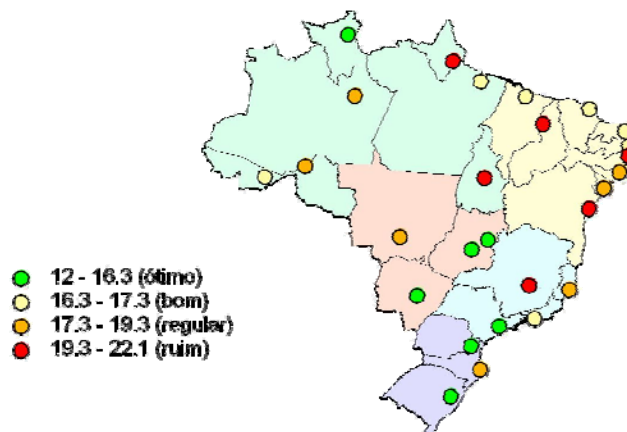 12 - 16.3 (ótimo)
16.3 - 17.3 (bom)
17.3 - 19.3 (regular)
19.3 - 22.1 (ruim)